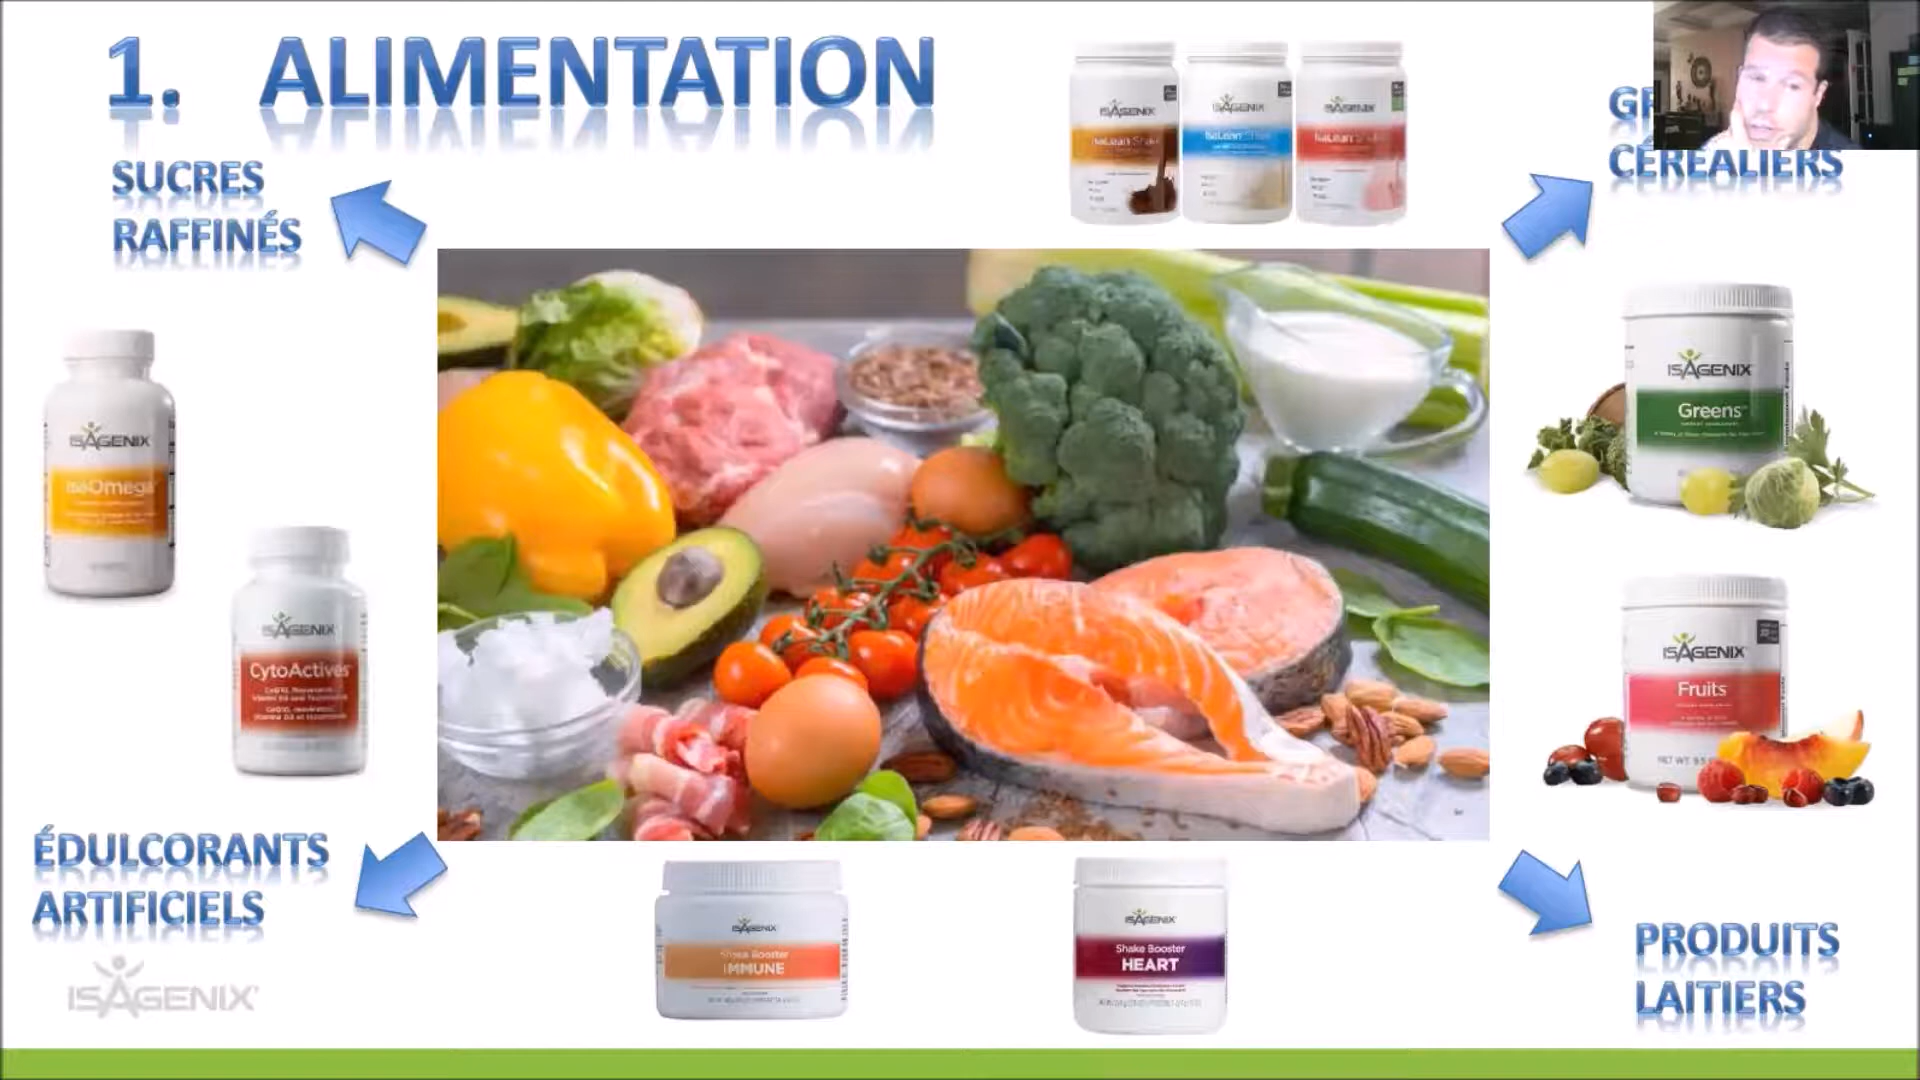 1. ALIMENTATION
SUCRES
RAFFINÉS
ISAGENIX
IsaLean Shake
ISAGENIX
IsaLean Shake
ISAGENIX
IsaLean Shake
CÉRÉALIERS
ISAGENIX
IsaOmega
ISAGENIX
CytoActives
ISAGENIX
Greens
ISAGENIX
Fruits
ÉDULCORANTS
ARTIFICIELS
ISAGENIX
ISAGENIX
Shake Booster
IMMUNE
ISAGENIX
Shake Booster
HEART
PRODUITS
LAITIERS